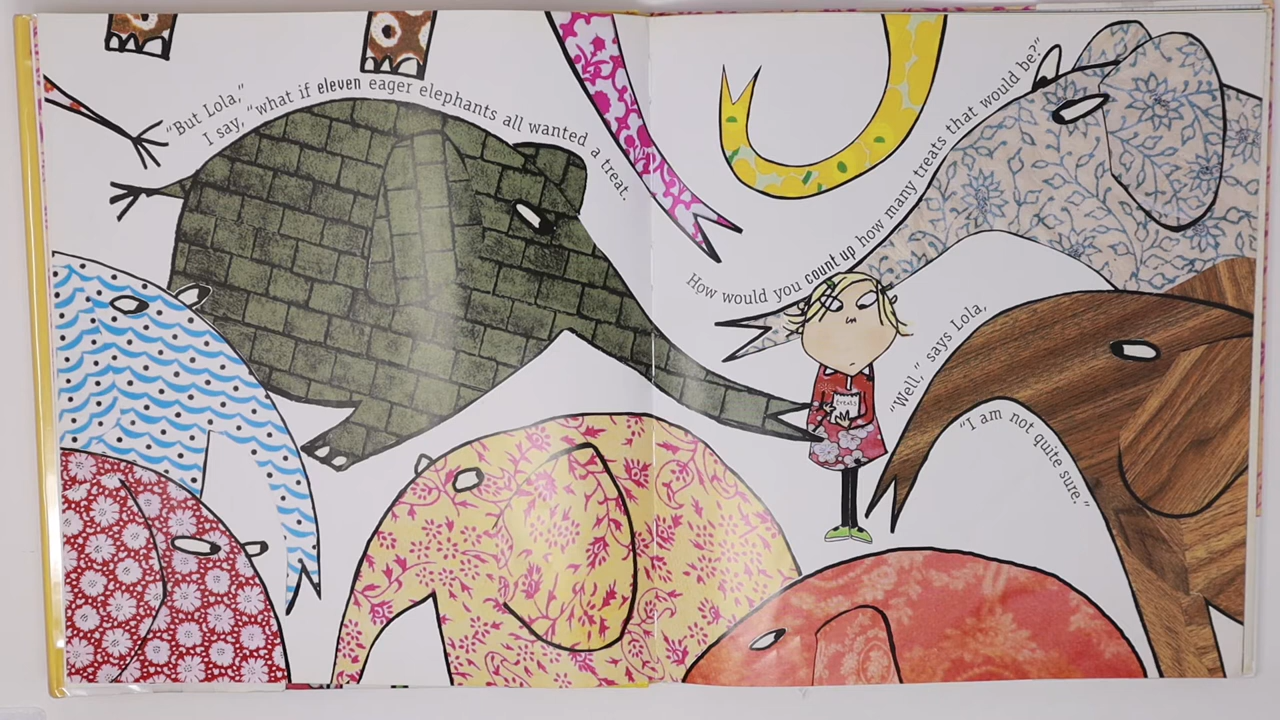 "But Lola,"
I say, "what if eleven eager elephants all wanted a treat.
How would you count up how many treats that would be?"
treats
"Well," says Lola,
"I am not quite sure."